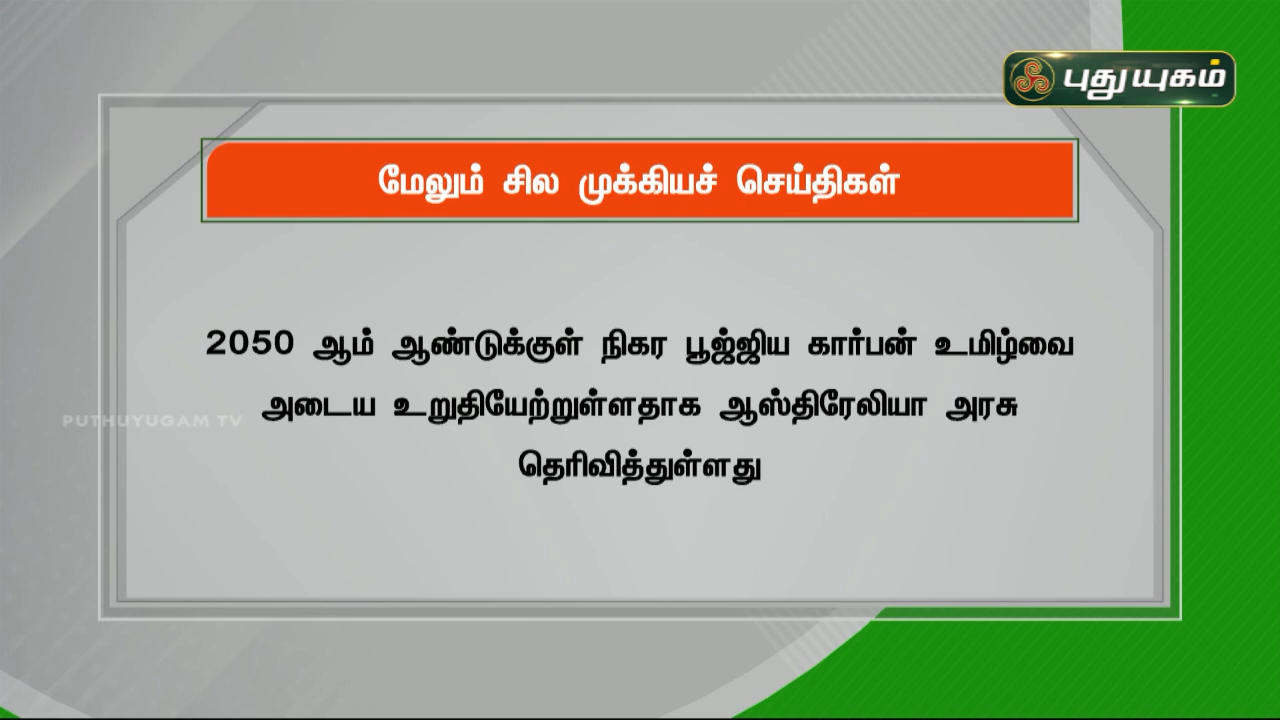 புதுயுகம்
மேலும் சில முக்கியச் செய்திகள்
2050 ஆம் ஆண்டுக்குள் நிகர பூஜ்ஜிய கார்பன் உமிழ்வை
அடைய உறுதியேற்றுள்ளதாக ஆஸ்திரேலியா அரசு
PUTHUYUGAM TV
தெரிவித்துள்ளது